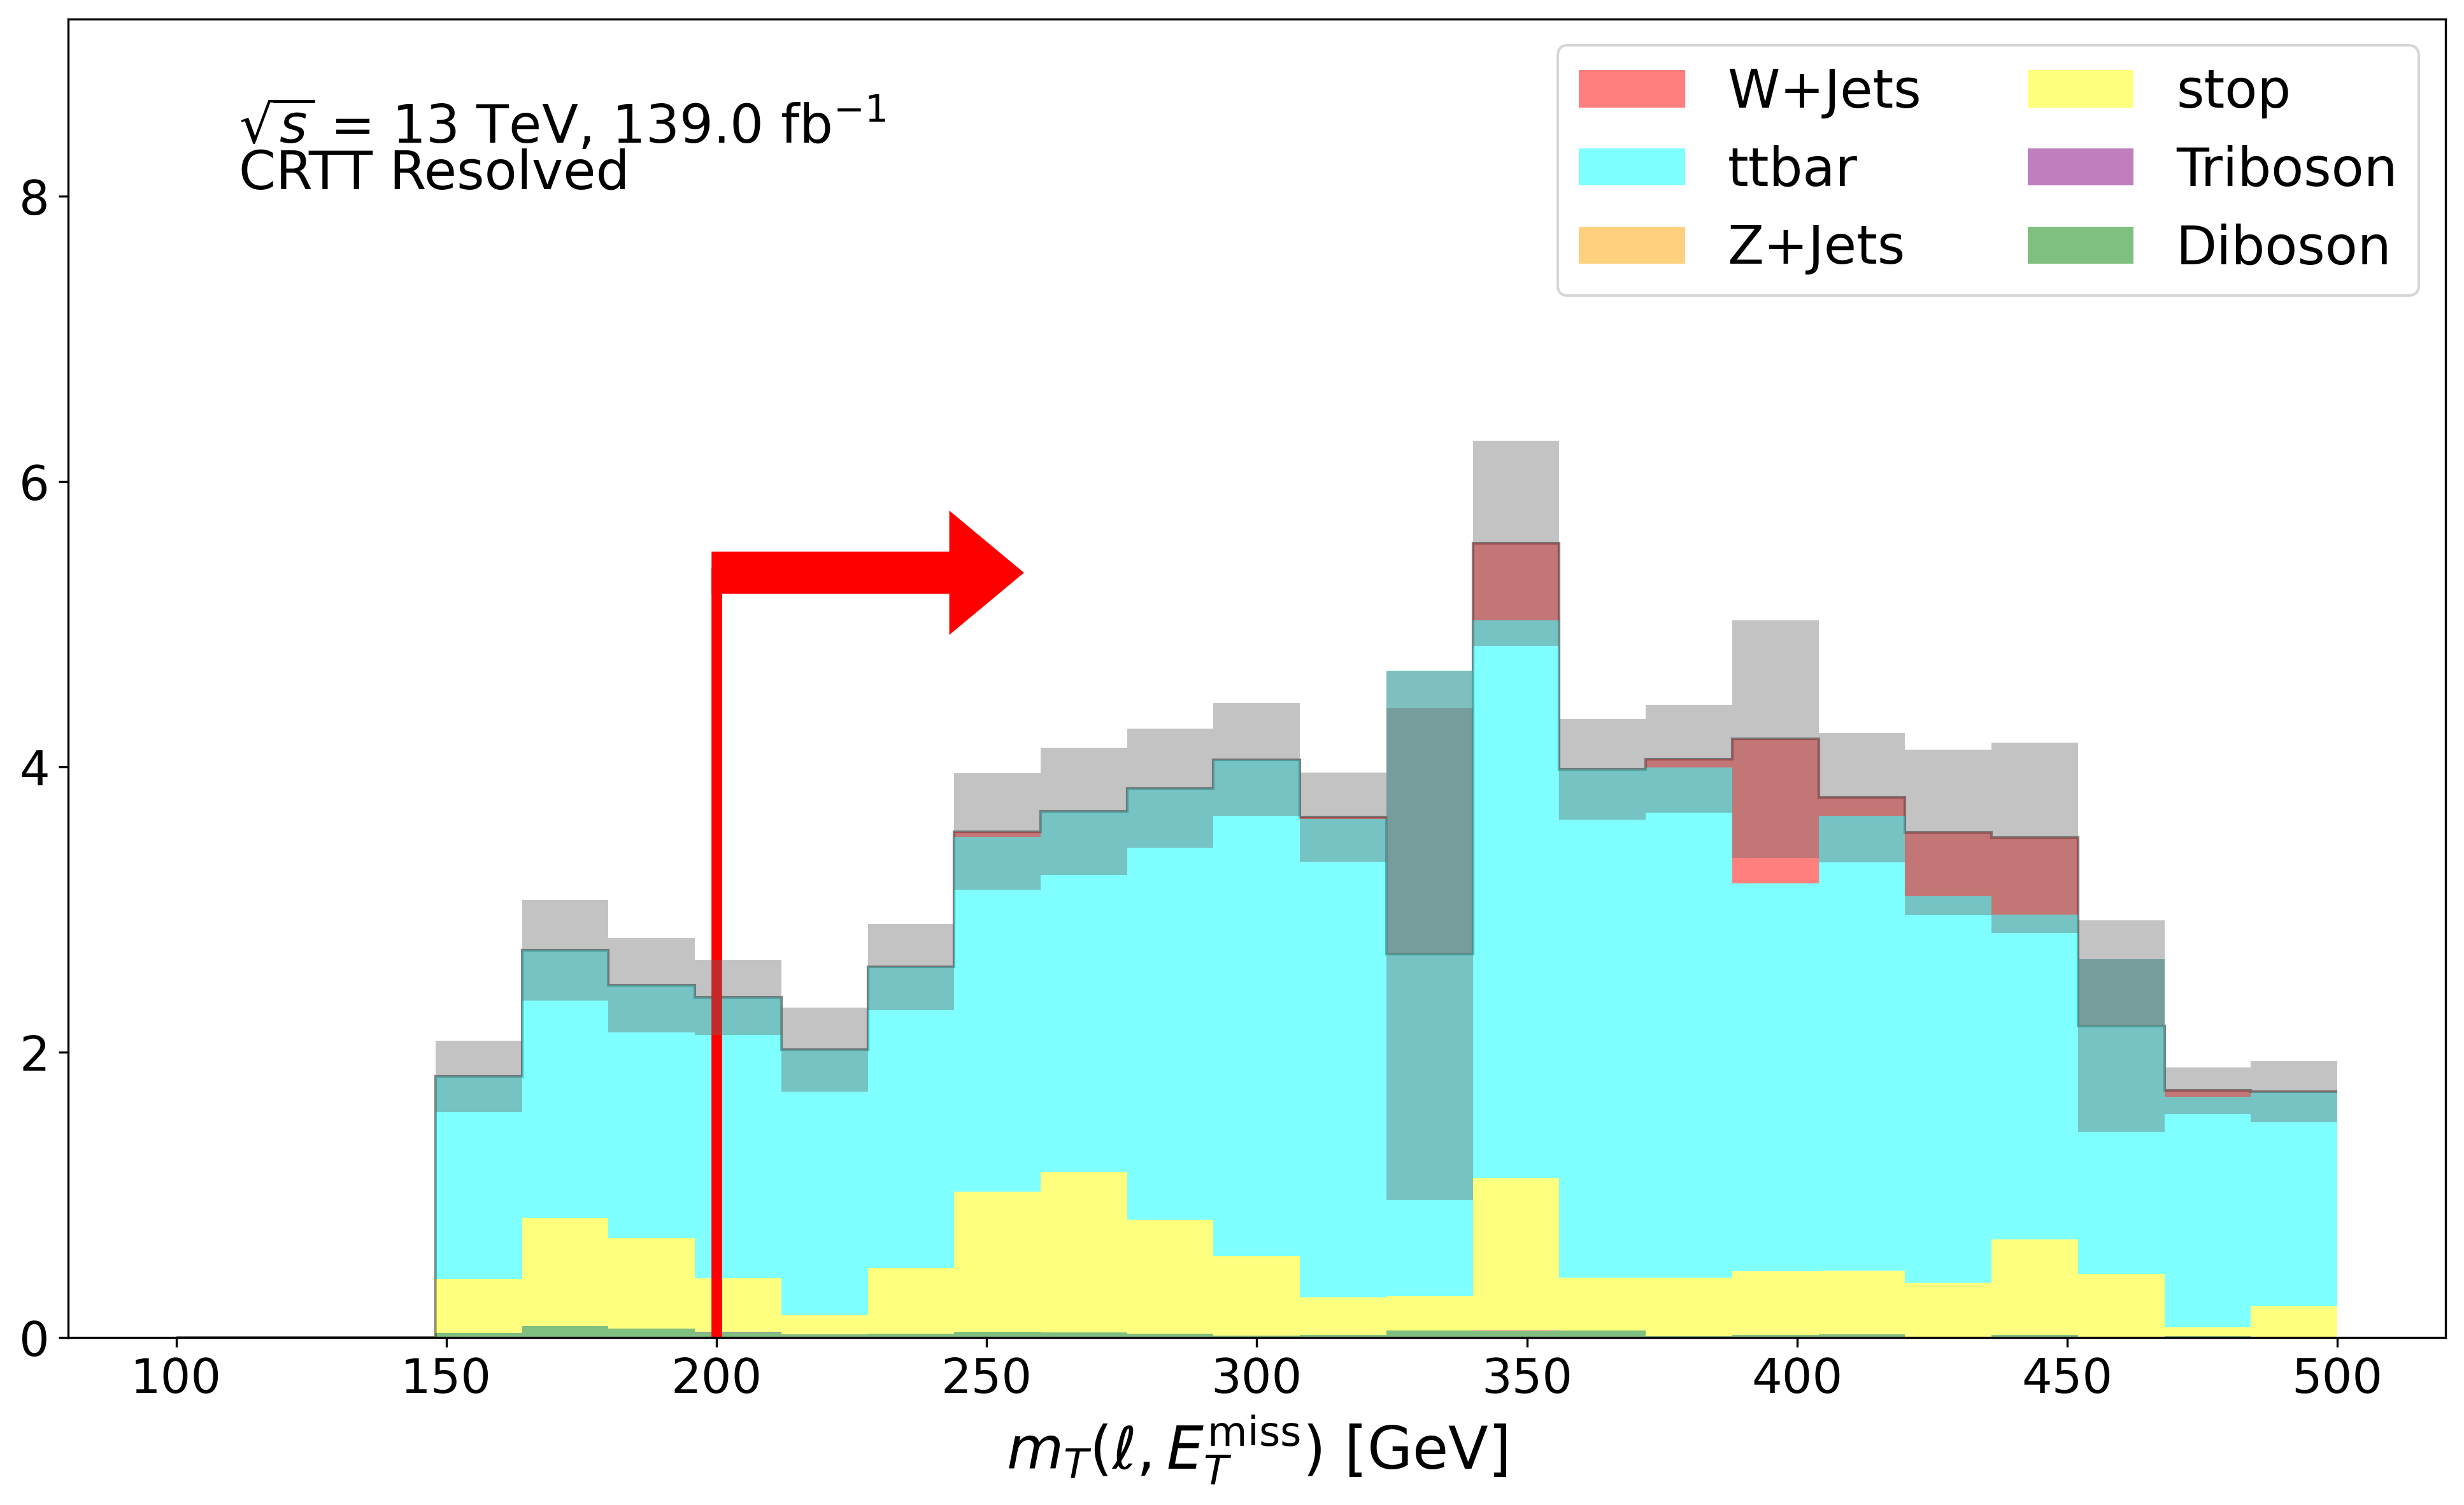 √s = 13 TeV, 139.0 fb⁻¹
CRTT Resolved
W+Jets
ttbar
Z+Jets
stop
Triboson
Diboson
8
6
4
2
0
100 150 200 250 300 350 400 450 500
m_T(ℓ, E_T^miss) [GeV]